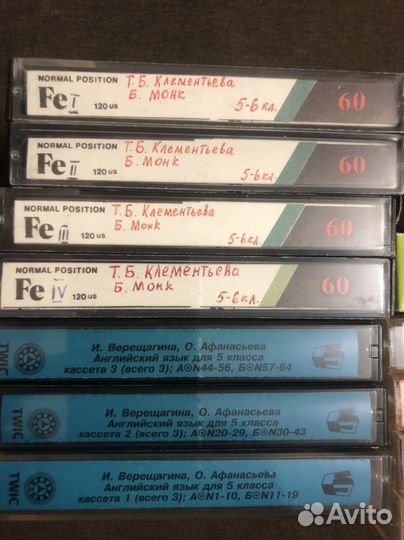 NORMAL POSITION Т.Б. Клементьева
Fe I 120 us Б. Монк 5-6 кл. 60
NORMAL POSITION Т.Б. Клементьева
Fe II 120 us Б. Монк 5-6 кл. 60
NORMAL POSITION Т.Б. Клементьева
Fe III 120 us Б. Монк 5-6 кл. 60
NORMAL POSITION Т.Б. Клементьева
Fe IV 120 us Б. Монк 5-6 кл. 60
TWIC
И. Верещагина, О. Афанасьева
Английский язык для 5 класса
кассета 3 (всего 3); А⊙N44-56, Б⊙N57-64
TWIC
И. Верещагина, О. Афанасьева
Английский язык для 5 класса
кассета 2 (всего 3); А⊙N20-29, Б⊙N30-43
TWIC
И. Верещагина, О. Афанасьева
Английский язык для 5 класса
кассета 1 (всего 3); А⊙N1-10, Б⊙N11-19
Avito